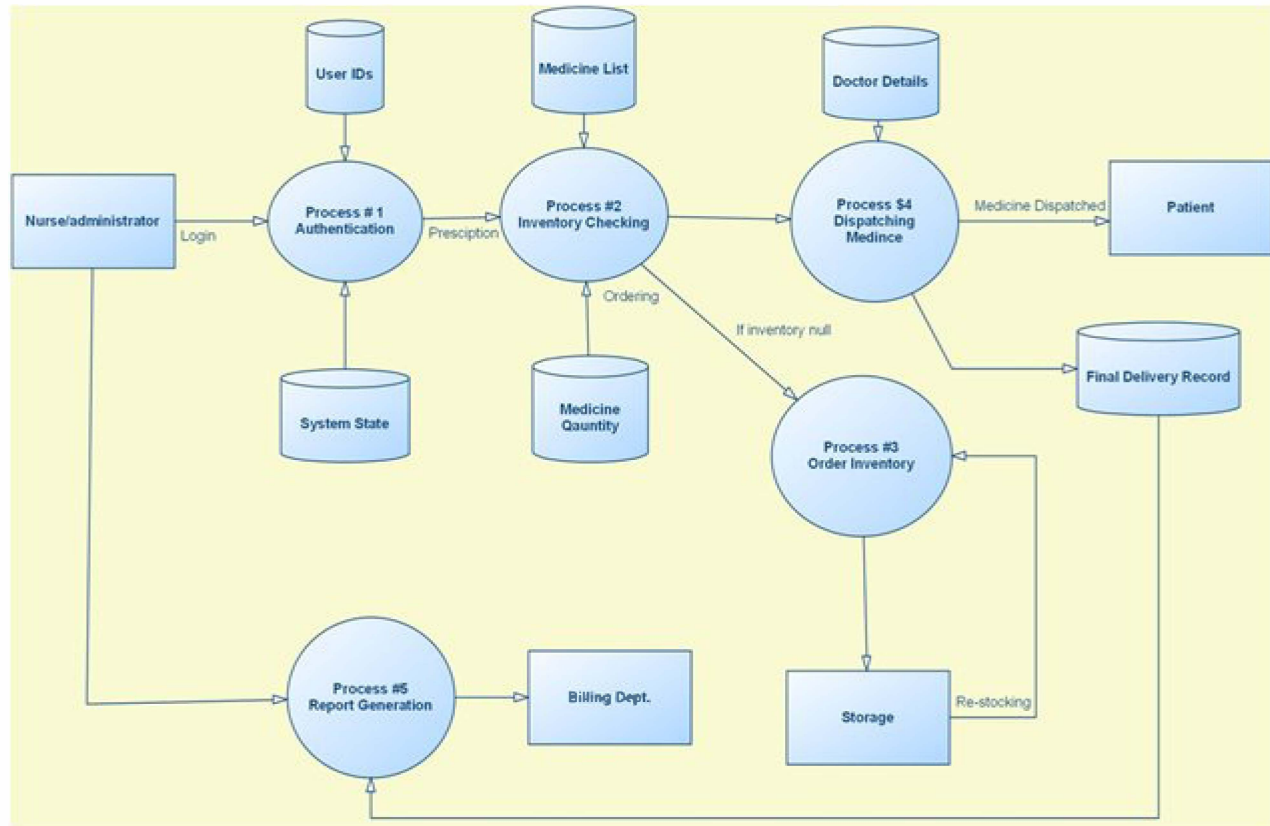 User IDs
Medicine List
Doctor Details
Nurse/administrator
Login
Process # 1
Authentication
Presciption
Process #2
Inventory Checking
Process $4
Dispatching
Medince
Medicine Dispatched
Patient
Ordering
If inventory null
System State
Medicine
Qauntity
Final Delivery Record
Process #3
Order Inventory
Process #5
Report Generation
Billing Dept.
Storage
Re-stocking